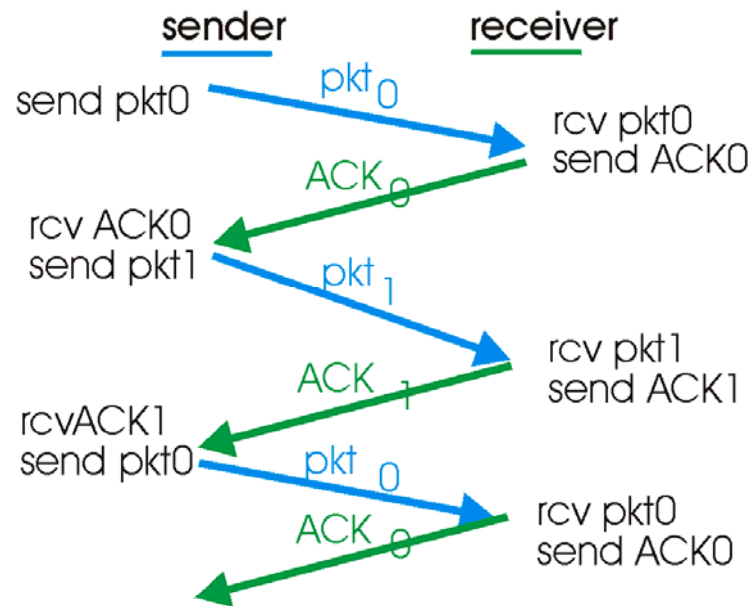 sender
receiver
send pkt0
pkt 0
rcv pkt0
send ACK0
ACK 0
rcv ACK0
send pkt1
pkt 1
rcv pkt1
send ACK1
ACK 1
rcvACK1
send pkt0
pkt 0
rcv pkt0
send ACK0
ACK 0